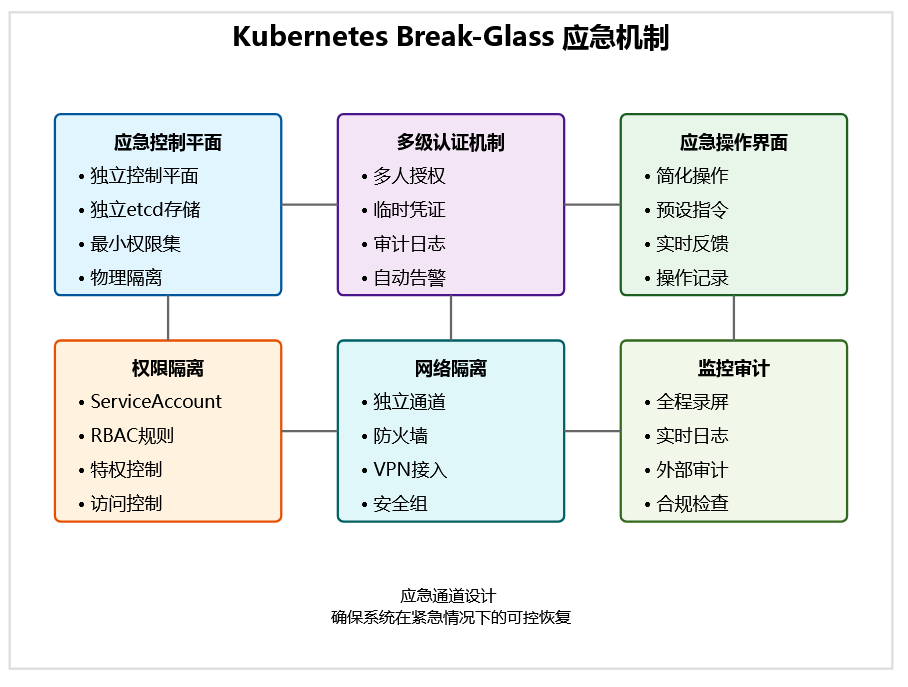 Kubernetes Break-Glass 应急机制
应急控制平面
• 独立控制平面
• 独立etcd存储
• 最小权限集
• 物理隔离
多级认证机制
• 多人授权
• 临时凭证
• 审计日志
• 自动告警
应急操作界面
• 简化操作
• 预设指令
• 实时反馈
• 操作记录
权限隔离
• ServiceAccount
• RBAC规则
• 特权控制
• 访问控制
网络隔离
• 独立通道
• 防火墙
• VPN接入
• 安全组
监控审计
• 全程录屏
• 实时日志
• 外部审计
• 合规检查
应急通道设计
确保系统在紧急情况下的可控恢复